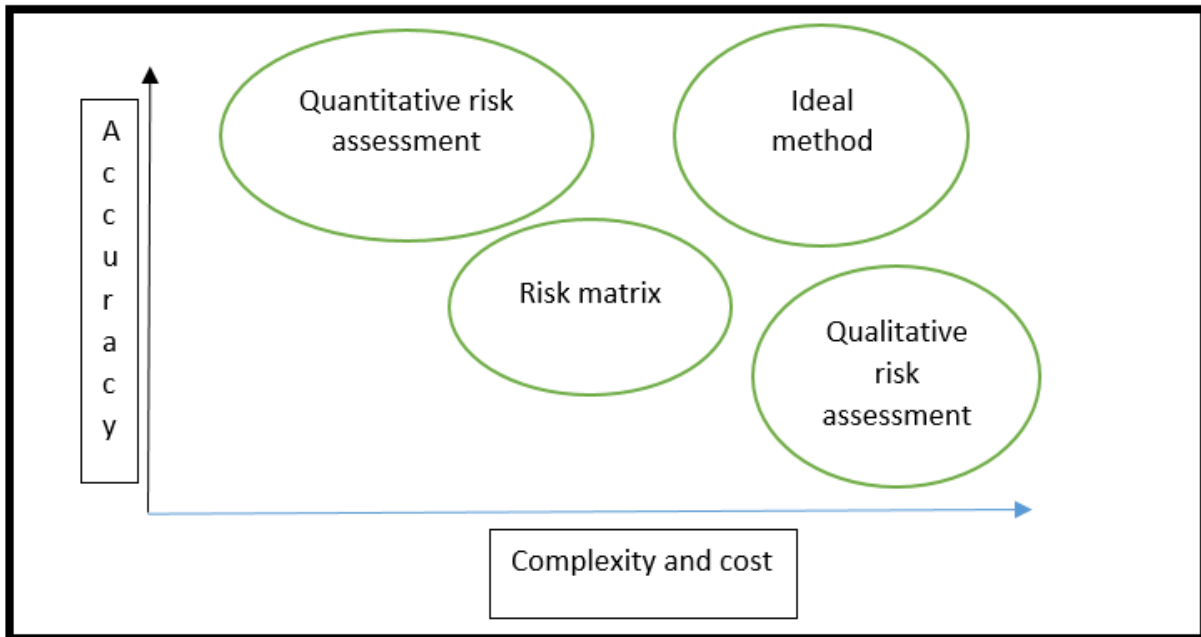 Quantitative risk
assessment
Ideal
method
A
c
c
u
r
a
c
y
Risk matrix
Qualitative
risk
assessment
Complexity and cost